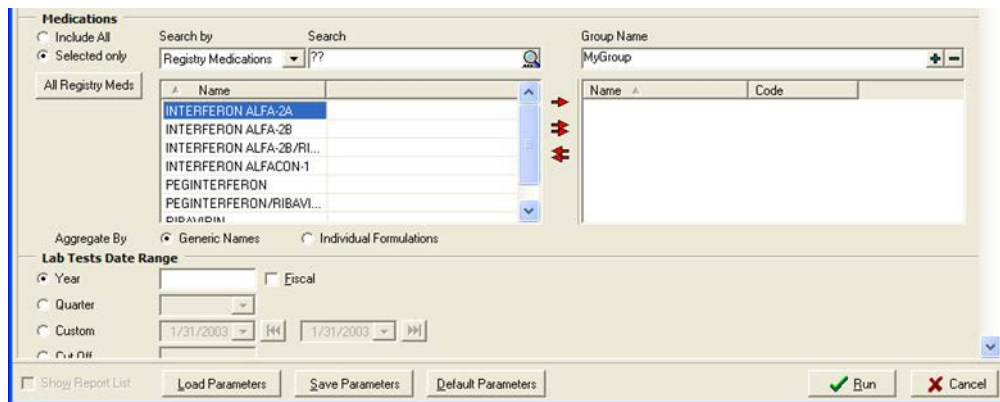 Medications
Include All
Search by Search Group Name
Selected only Registry Medications ?? MyGroup
All Registry Meds Name Name Code
INTERFERON ALFA-2A
INTERFERON ALFA-2B
INTERFERON ALFA-2B/RI...
INTERFERON ALFACON-1
PEGINTERFERON
PEGINTERFERON/RIBAVI...
RIBAVIRIN
Aggregate By Generic Names Individual Formulations
Lab Tests Date Range
Year Fiscal
Quarter
Custom 1/31/2003 1/31/2003
Cut Off
Show Report List Load Parameters Save Parameters Default Parameters Run Cancel